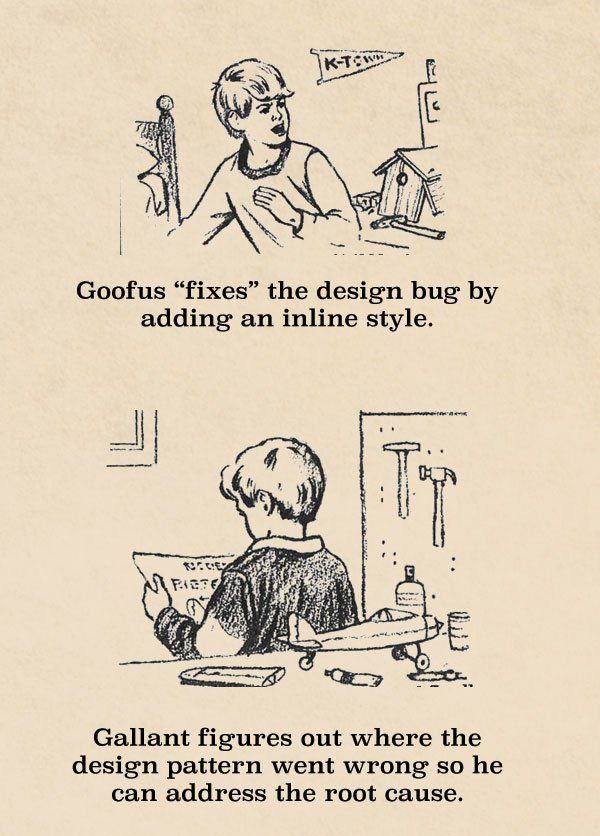 K-TOWN
Goofus “fixes” the design bug by
adding an inline style.
Gallant figures out where the
design pattern went wrong so he
can address the root cause.